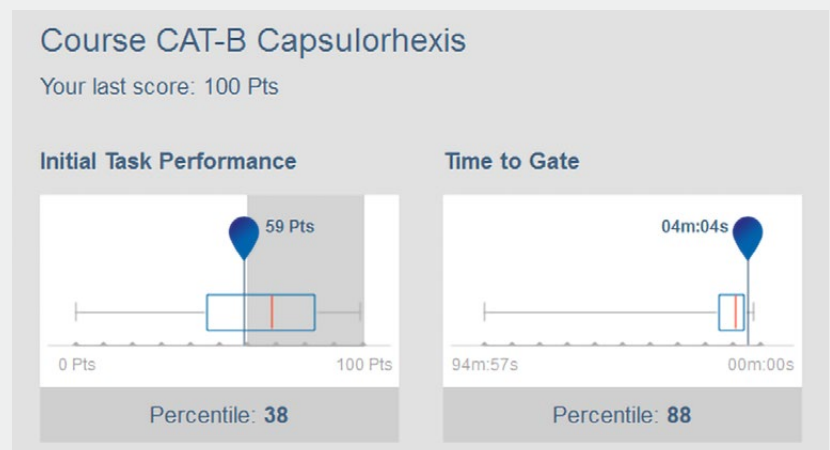 Course CAT-B Capsulorhexis
Your last score: 100 Pts
Initial Task Performance
59 Pts
0 Pts
100 Pts
Percentile: 38
Time to Gate
04m:04s
94m:57s
00m:00s
Percentile: 88